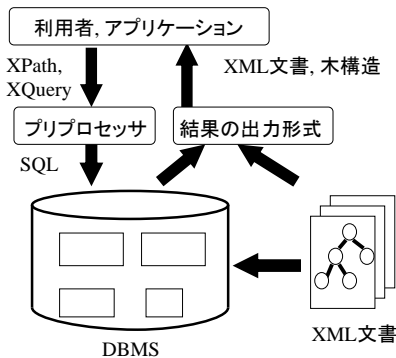 利用者, アプリケーション
XPath,
XQuery
XML文書, 木構造
プリプロセッサ
結果の出力形式
SQL
XML文書
DBMS